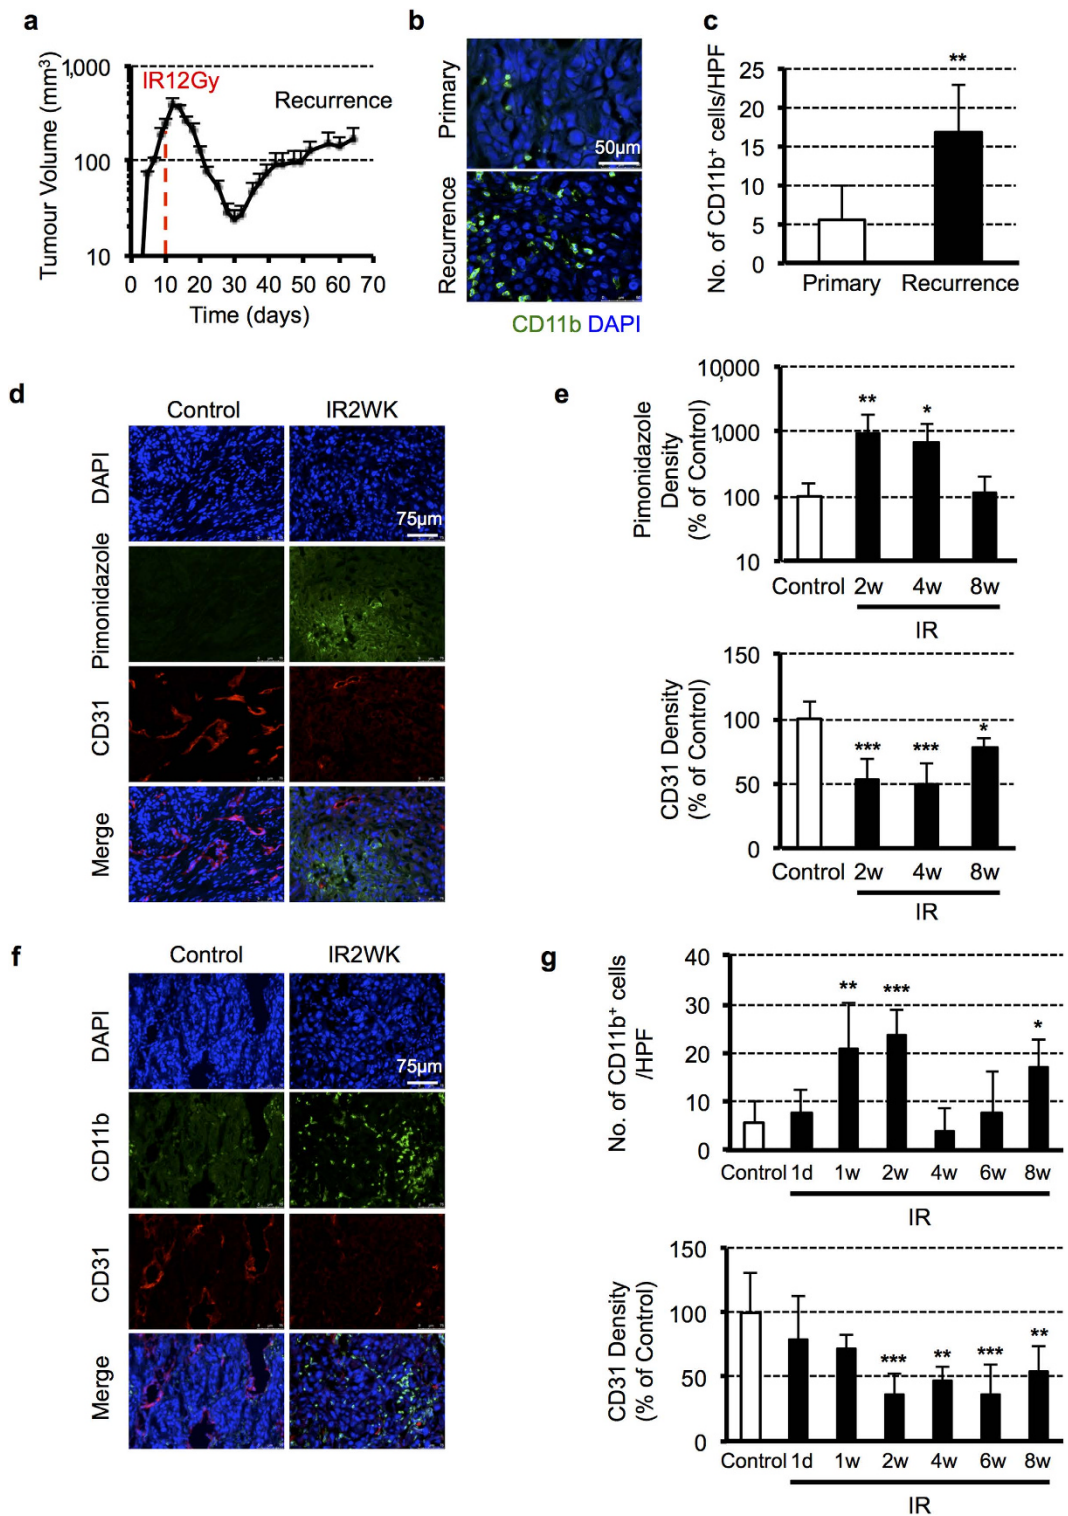 a
Tumour Volume (mm³)
1,000
100
10
IR12Gy
Recurrence
0 10 20 30 40 50 60 70
Time (days)
b
Primary
50µm
Recurrence
CD11b DAPI
c
No. of CD11b⁺ cells/HPF
25
20
15
10
5
0
**
Primary Recurrence
d
Control IR2WK
DAPI
75µm
Pimonidazole
CD31
Merge
e
Pimonidazole
Density
(% of Control)
10,000
1,000
100
10
** *
Control 2w 4w 8w
IR
CD31 Density
(% of Control)
150
100
50
0
*** *** *
Control 2w 4w 8w
IR
f
Control IR2WK
DAPI
75µm
CD11b
CD31
Merge
g
No. of CD11b⁺ cells
/HPF
40
30
20
10
0
** *** *
Control 1d 1w 2w 4w 6w 8w
IR
CD31 Density
(% of Control)
150
100
50
0
*** ** *** **
Control 1d 1w 2w 4w 6w 8w
IR